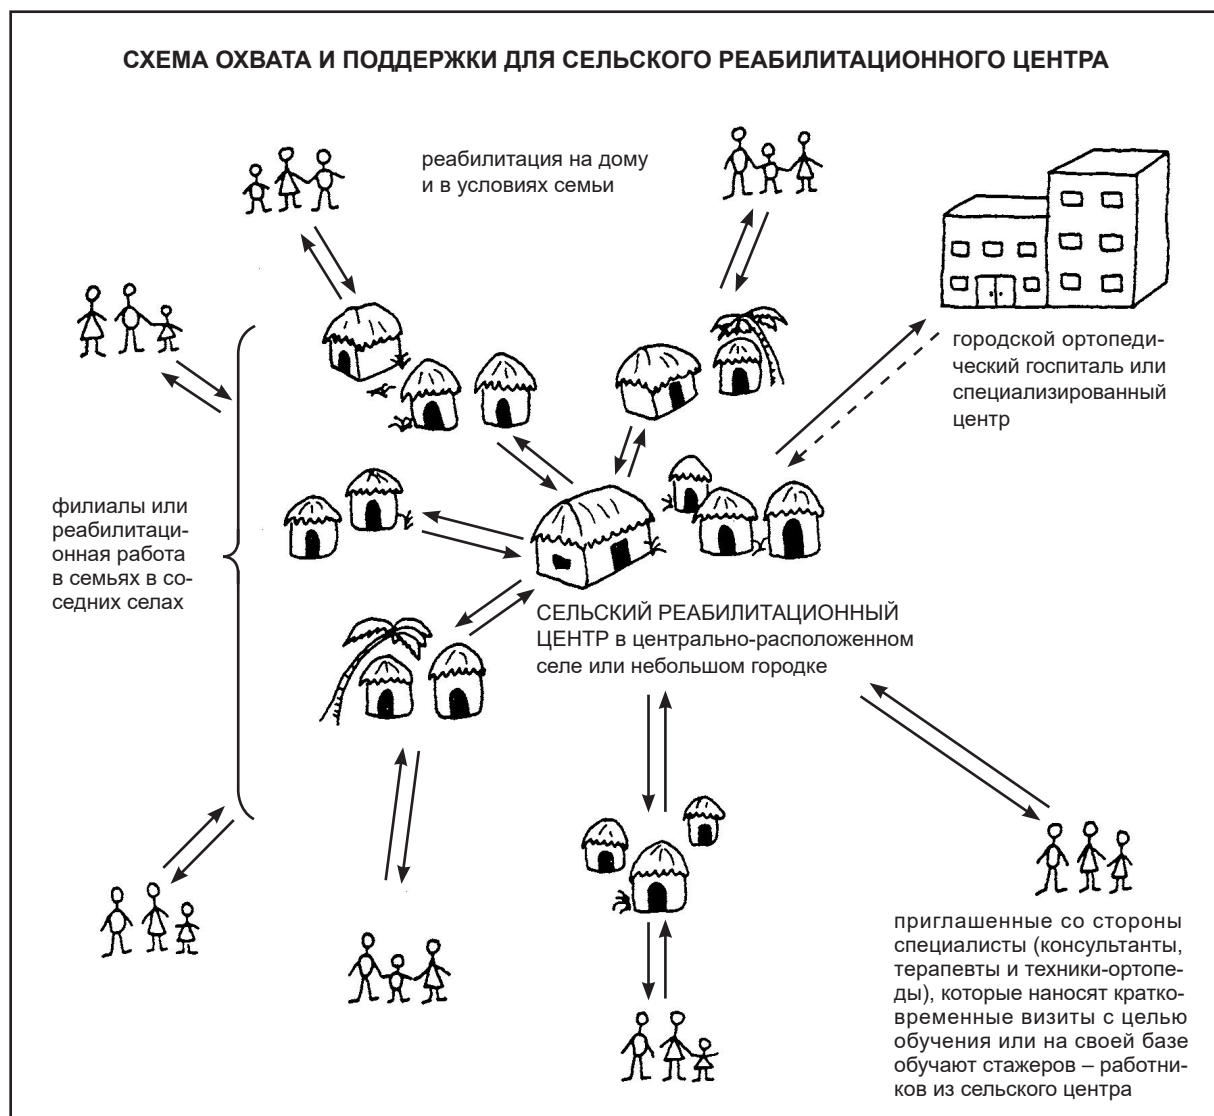 СХЕМА ОХВАТА И ПОДДЕРЖКИ ДЛЯ СЕЛЬСКОГО РЕАБИЛИТАЦИОННОГО ЦЕНТРА
реабилитация на дому
и в условиях семьи
городской ортопеди-
ческий госпиталь или
специализированный
центр
филиалы или
реабилитаци-
онная работа
в семьях в со-
седних селах
СЕЛЬСКИЙ РЕАБИЛИТАЦИОННЫЙ
ЦЕНТР в центрально-расположенном
селе или небольшом городке
приглашенные со стороны
специалисты (консультанты,
терапевты и техники-ортопе-
ды), которые наносят кратко-
временные визиты с целью
обучения или на своей базе
обучают стажеров – работни-
ков из сельского центра